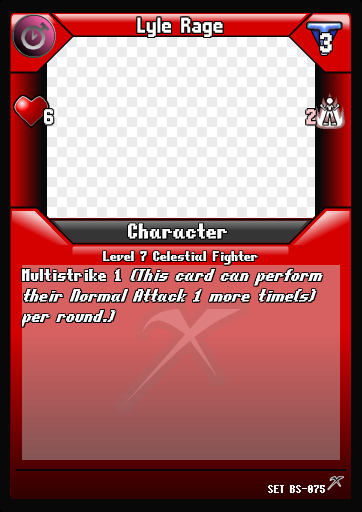 Lyle Rage
3
6
2
Character
Level 7 Celestial Fighter
Multistrike 1 (This card can perform
their Normal Attack 1 more time(s)
per round.)
SET BS-075